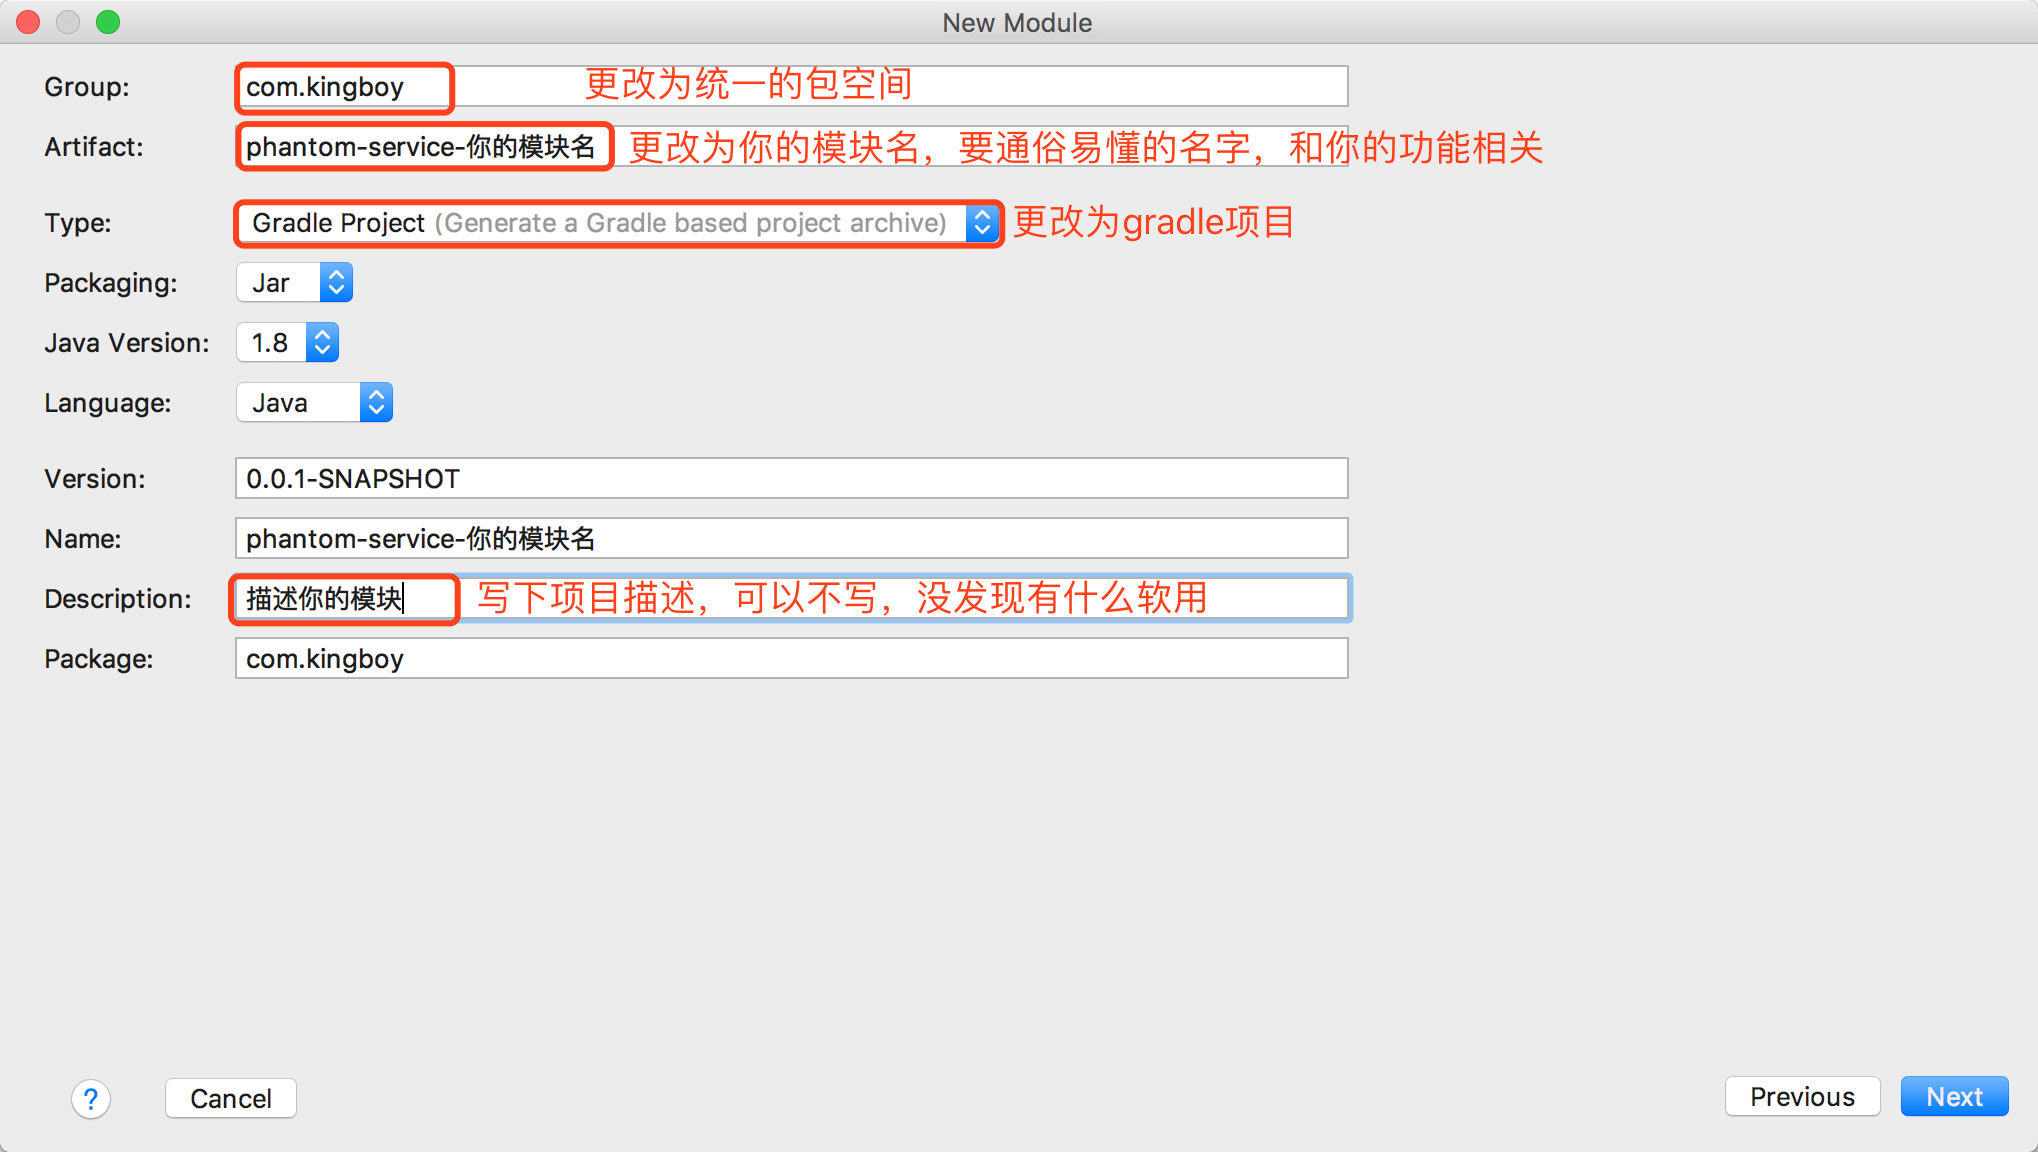 New Module
Group: com.kingboy 更改为统一的包空间
Artifact: phantom-service-你的模块名 更改为你的模块名，要通俗易懂的名字，和你的功能相关
Type: Gradle Project (Generate a Gradle based project archive) 更改为gradle项目
Packaging: Jar
Java Version: 1.8
Language: Java
Version: 0.0.1-SNAPSHOT
Name: phantom-service-你的模块名
Description: 描述你的模块 写下项目描述，可以不写，没发现有什么软用
Package: com.kingboy
? Cancel Previous Next